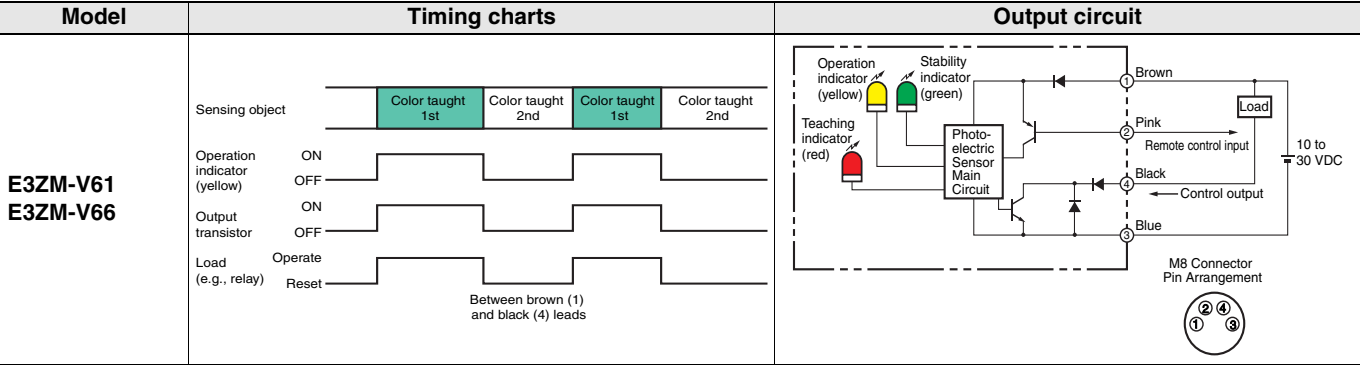 Model Timing charts Output circuit
E3ZM-V61
E3ZM-V66
Sensing object
Color taught
1st
Color taught
2nd
Color taught
1st
Color taught
2nd
Operation
indicator
(yellow)
ON
OFF
Output
transistor
ON
OFF
Load
(e.g., relay)
Operate
Reset
Between brown (1)
and black (4) leads
Operation
indicator
(yellow)
Stability
indicator
(green)
Teaching
indicator
(red)
Photo-
electric
Sensor
Main
Circuit
1 Brown
Load
2 Pink
Remote control input
10 to
30 VDC
4 Black
Control output
3 Blue
M8 Connector
Pin Arrangement
2 4
1 3